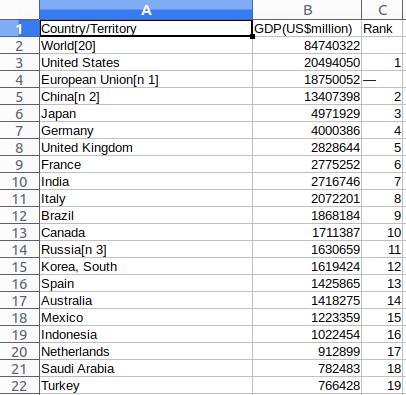 A B C
1 Country/Territory GDP(US$million) Rank
2 World[20] 84740322
3 United States 20494050 1
4 European Union[n 1] 18750052 —
5 China[n 2] 13407398 2
6 Japan 4971929 3
7 Germany 4000386 4
8 United Kingdom 2828644 5
9 France 2775252 6
10 India 2716746 7
11 Italy 2072201 8
12 Brazil 1868184 9
13 Canada 1711387 10
14 Russia[n 3] 1630659 11
15 Korea, South 1619424 12
16 Spain 1425865 13
17 Australia 1418275 14
18 Mexico 1223359 15
19 Indonesia 1022454 16
20 Netherlands 912899 17
21 Saudi Arabia 782483 18
22 Turkey 766428 19